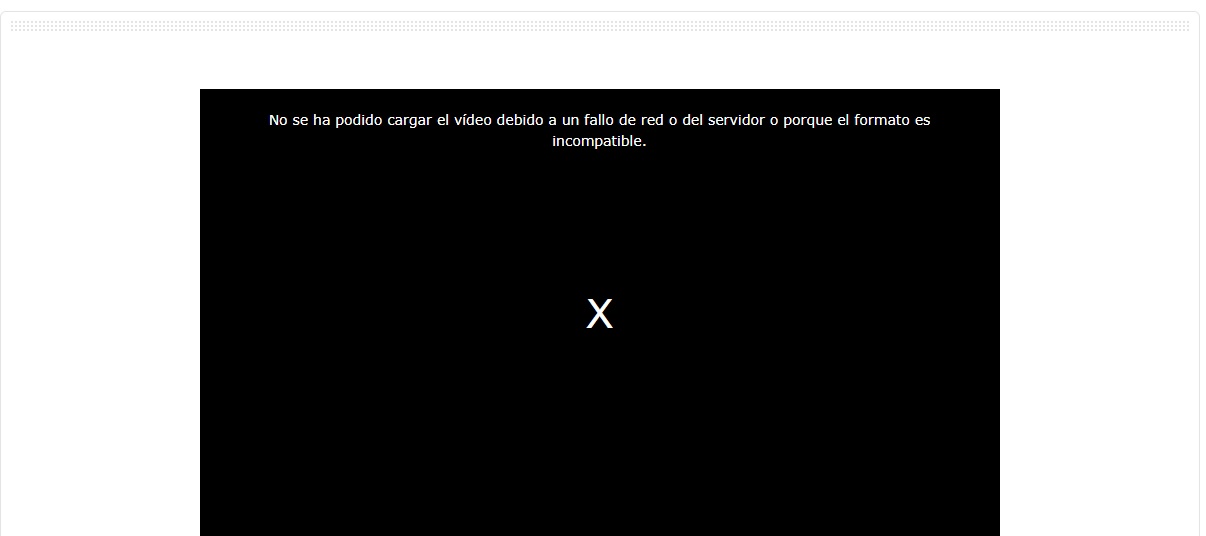 No se ha podido cargar el vídeo debido a un fallo de red o del servidor o porque el formato es
incompatible.
X